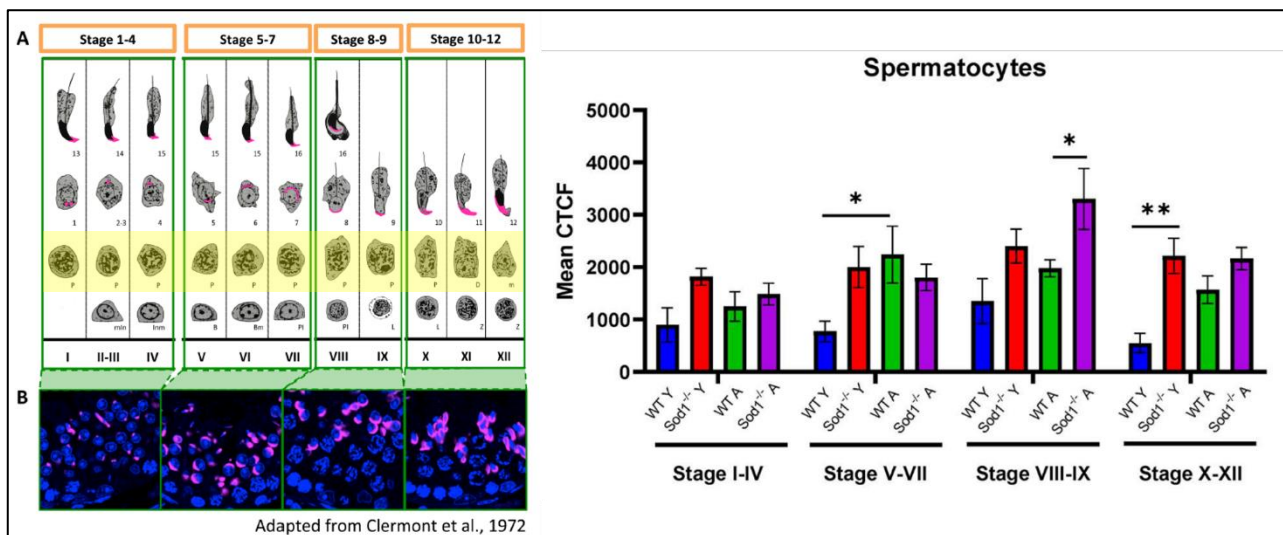 A
Stage 1-4 Stage 5-7 Stage 8-9 Stage 10-12
13 14 15 15 15 16 16
1 2-3 4 5 6 7 8 9 10 11 12
P P P P P P P P P D m
mIn Inm B Bm Pl Pl L L Z Z
I II-III IV V VI VII VIII IX X XI XII
B
Adapted from Clermont et al., 1972
Spermatocytes
Mean CTCF
5000
4000
3000
2000
1000
0
* * **
WT Y Sod1⁻/⁻ Y WT A Sod1⁻/⁻ A WT Y Sod1⁻/⁻ Y WT A Sod1⁻/⁻ A WT Y Sod1⁻/⁻ Y WT A Sod1⁻/⁻ A WT Y Sod1⁻/⁻ Y WT A Sod1⁻/⁻ A
Stage I-IV Stage V-VII Stage VIII-IX Stage X-XII